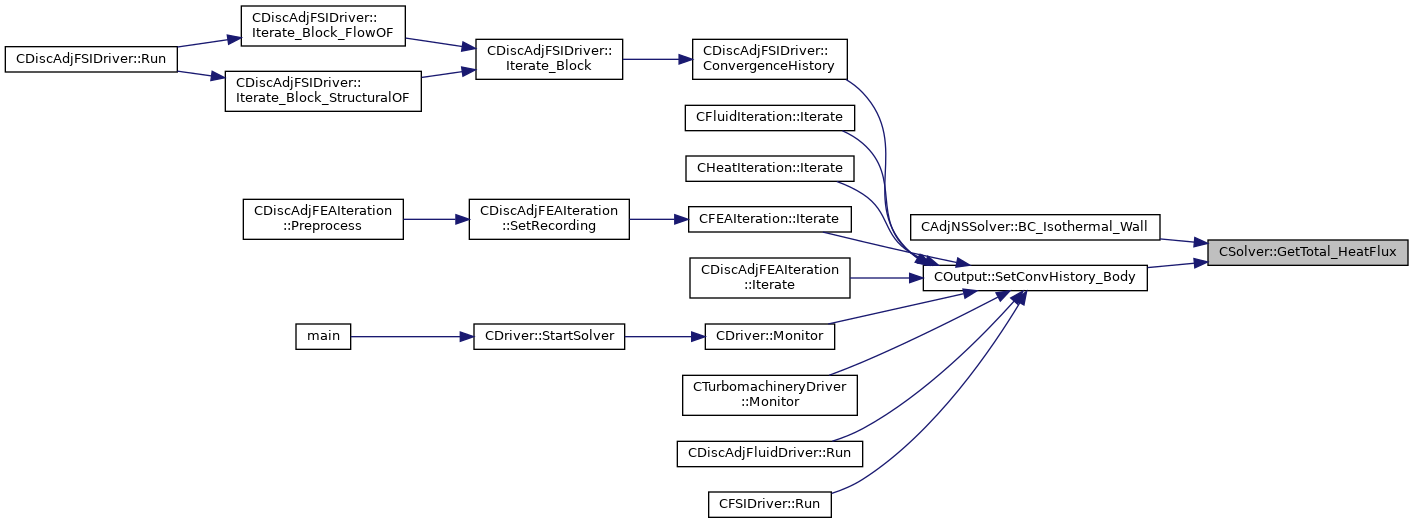 CDiscAdjFSIDriver::Run
CDiscAdjFSIDriver::
Iterate_Block_FlowOF
CDiscAdjFSIDriver::
Iterate_Block_StructuralOF
CDiscAdjFSIDriver::
Iterate_Block
CDiscAdjFSIDriver::
ConvergenceHistory
CFluidIteration::Iterate
CHeatIteration::Iterate
CDiscAdjFEAIteration
::Preprocess
CDiscAdjFEAIteration
::SetRecording
CFEAIteration::Iterate
CDiscAdjFEAIteration
::Iterate
main
CDriver::StartSolver
CDriver::Monitor
CTurbomachineryDriver
::Monitor
CDiscAdjFluidDriver::Run
CFSIDriver::Run
CAdjNSSolver::BC_Isothermal_Wall
COutput::SetConvHistory_Body
CSolver::GetTotal_HeatFlux